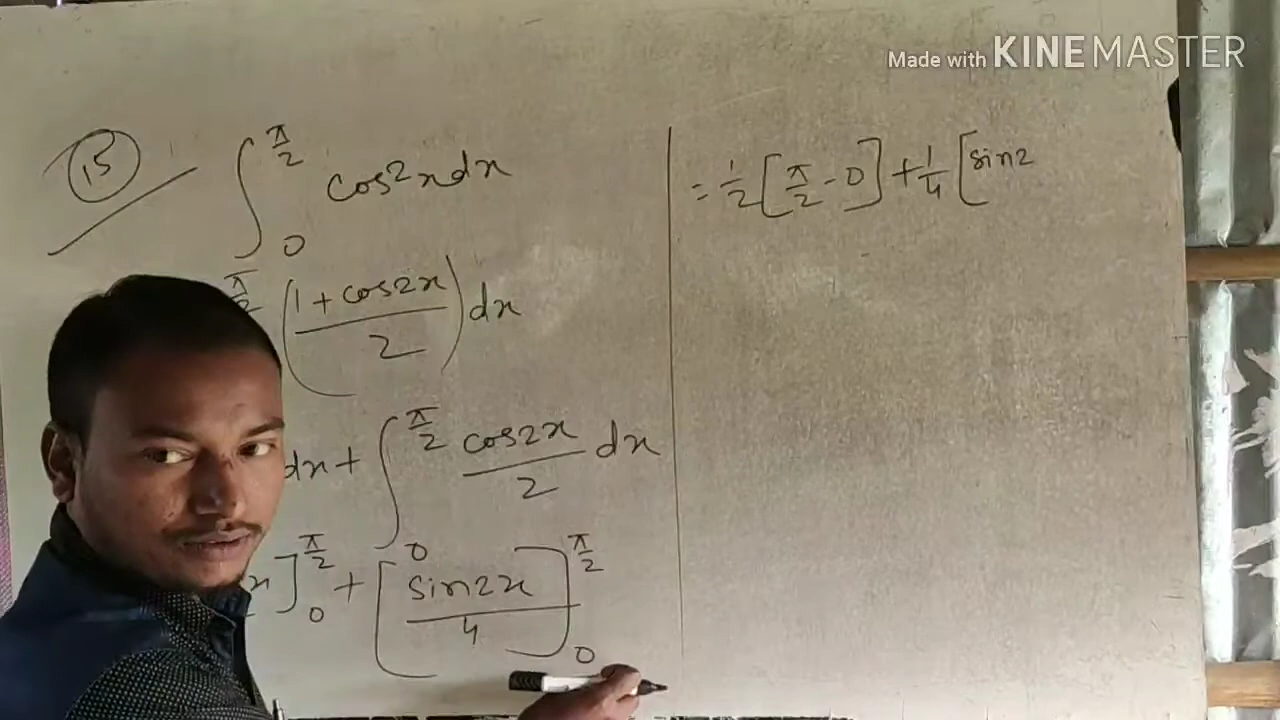 Made with KINEMASTER
15
∫₀^(π/2) cos²x dx
π/2 (1 + cos2x / 2) dx
dx + ∫₀^(π/2) cos2x / 2 dx
x]₀^(π/2) + [sin2x / 4]₀^(π/2)
= 1/2 [π/2 - 0] + 1/4 [sin2